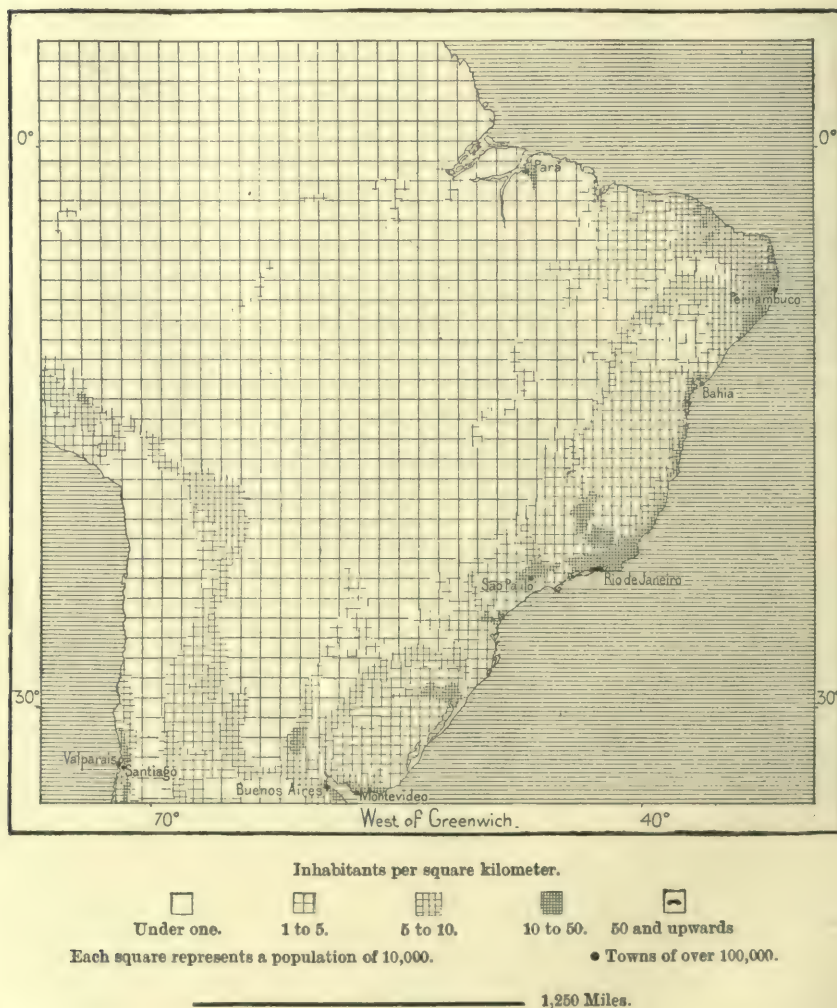 0° 0°
Pará
Pernambuco
Bahia
São Paulo Rio de Janeiro
30° 30°
Valparaiso
Santiago
Buenos Aires Montevideo
70° West of Greenwich. 40°
Inhabitants per square kilometer.
Under one. 1 to 5. 5 to 10. 10 to 50. 50 and upwards
Each square represents a population of 10,000. Towns of over 100,000.
1,250 Miles.